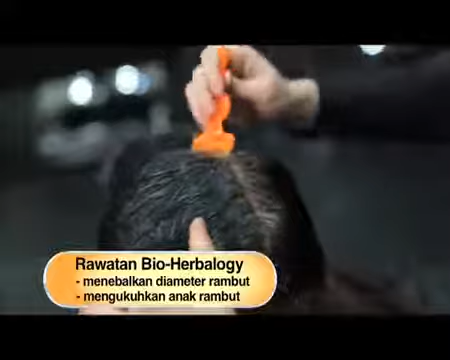 Rawatan Bio-Herbalogy
- menebalkan diameter rambut
- mengukuhkan anak rambut